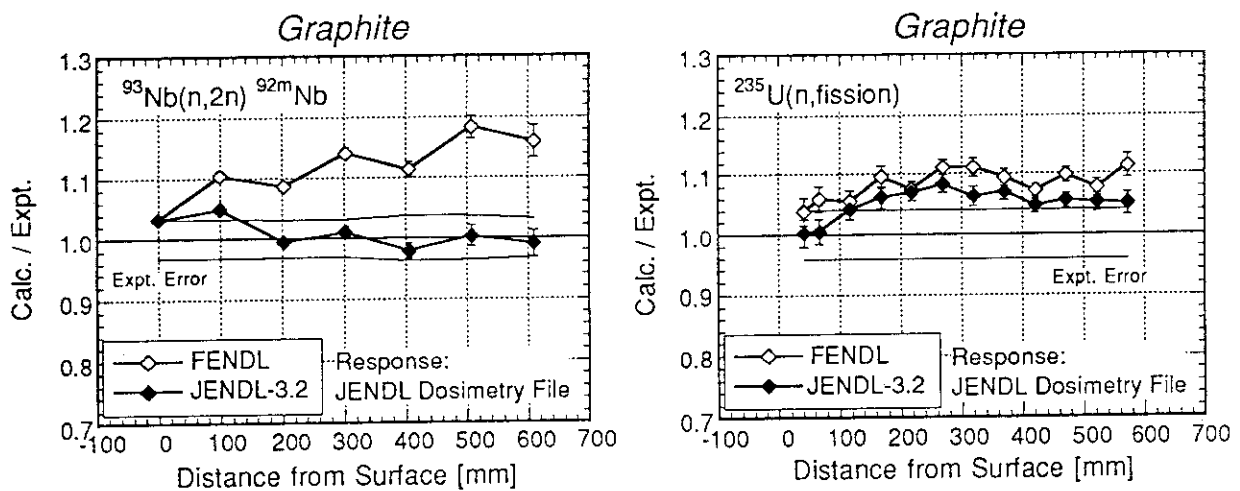 Graphite
1.3
1.2
1.1
1.0
0.9
0.8
0.7
Calc. / Expt.
⁹³Nb(n,2n) ⁹²ᵐNb
Expt. Error
FENDL
JENDL-3.2
Response:
JENDL Dosimetry File
-100 0 100 200 300 400 500 600 700
Distance from Surface [mm]
Graphite
1.3
1.2
1.1
1.0
0.9
0.8
0.7
Calc. / Expt.
²³⁵U(n,fission)
Expt. Error
FENDL
JENDL-3.2
Response:
JENDL Dosimetry File
-100 0 100 200 300 400 500 600 700
Distance from Surface [mm]